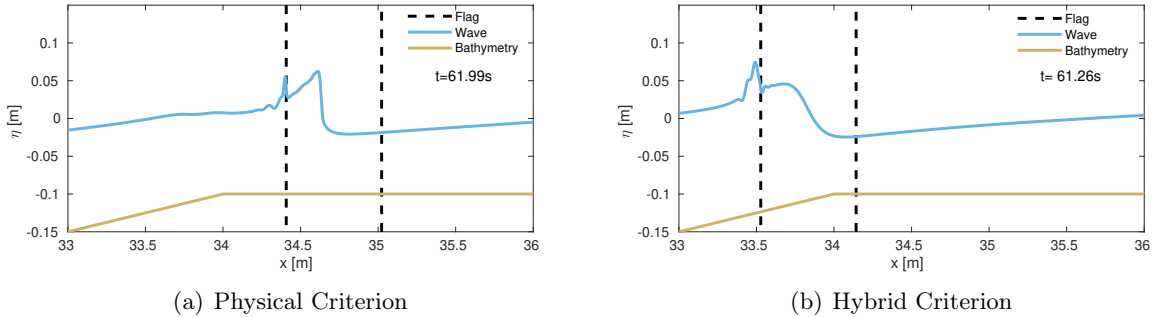 Flag
Wave
Bathymetry
t=61.99s
0.1
0.05
0
-0.05
-0.1
-0.15
η [m]
33 33.5 34 34.5 35 35.5 36
x [m]
(a) Physical Criterion
Flag
Wave
Bathymetry
t= 61.26s
0.1
0.05
0
-0.05
-0.1
-0.15
η [m]
33 33.5 34 34.5 35 35.5 36
x [m]
(b) Hybrid Criterion